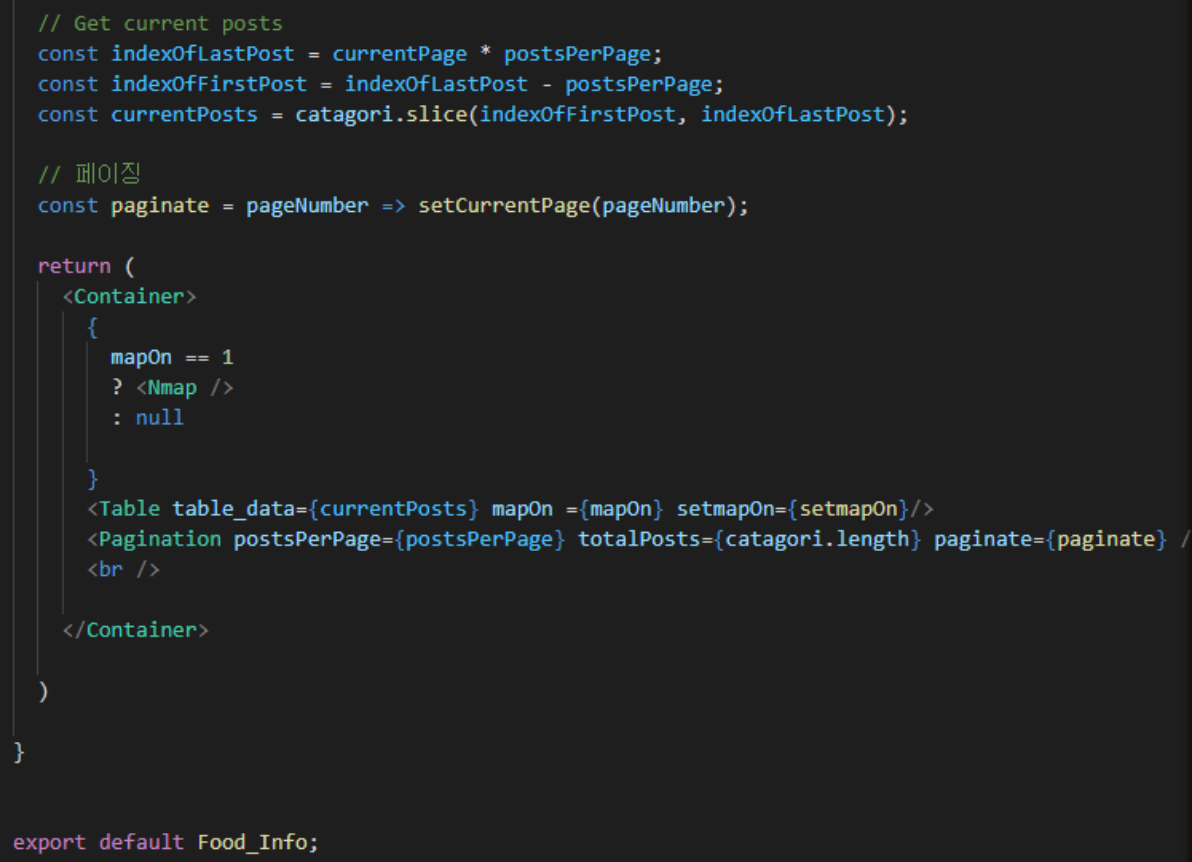 // Get current posts
const indexOfLastPost = currentPage * postsPerPage;
const indexOfFirstPost = indexOfLastPost - postsPerPage;
const currentPosts = catagori.slice(indexOfFirstPost, indexOfLastPost);
// 페이징
const paginate = pageNumber => setCurrentPage(pageNumber);
return (
<Container>
{
mapOn == 1
? <Nmap />
: null
}
<Table table_data={currentPosts} mapOn ={mapOn} setmapOn={setmapOn}/>
<Pagination postsPerPage={postsPerPage} totalPosts={catagori.length} paginate={paginate} /
<br />
</Container>
)
}
export default Food_Info;